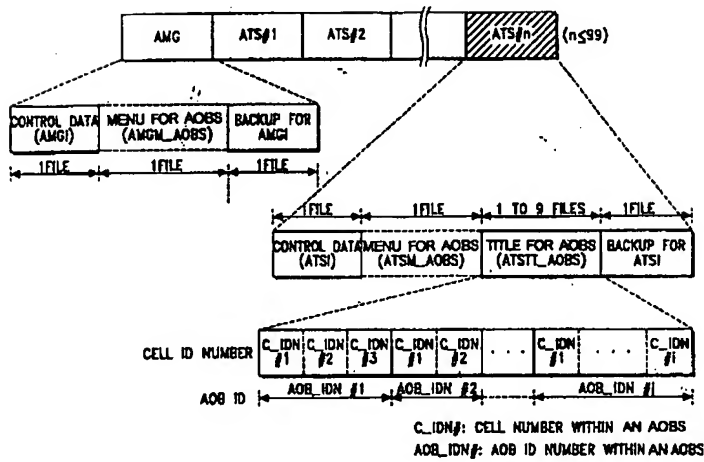 AMG ATS#1 ATS#2 ATS#n (n≤99)
CONTROL DATA (AMGI) MENU FOR AOBS (AMGM_AOBS) BACKUP FOR AMGI
1FILE 1FILE 1FILE
1FILE 1FILE 1 TO 9 FILES 1FILE
CONTROL DATA (ATSI) MENU FOR AOBS (ATSM_AOBS) TITLE FOR AOBS (ATSTT_AOBS) BACKUP FOR ATSI
CELL ID NUMBER C_IDN #1 C_IDN #2 C_IDN #3 C_IDN #1 C_IDN #2 ... C_IDN #1 ... C_IDN #i
AOB ID AOB_IDN #1 AOB_IDN #2 AOB_IDN #i
C_IDN#: CELL NUMBER WITHIN AN AOBS
AOB_IDN#: AOB ID NUMBER WITHIN AN AOBS